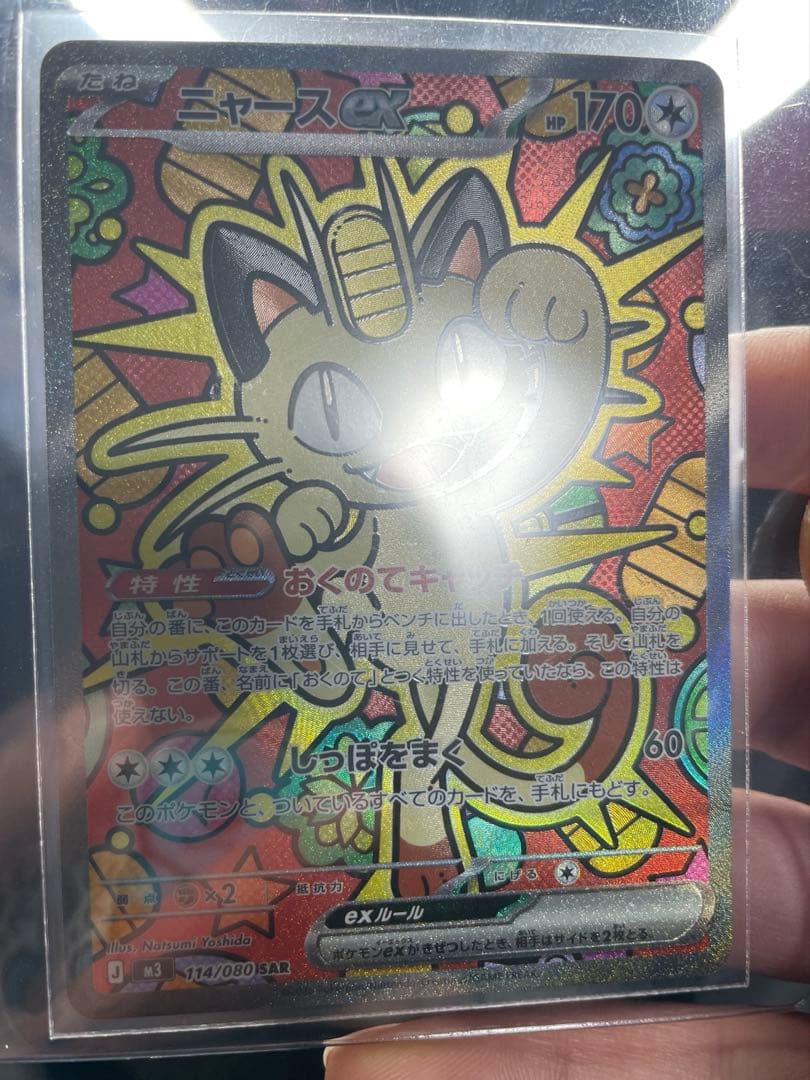 たね
ニャースex
HP 170
特性 おくのてキャッチ
自分の番に、このカードを手札からベンチに出したとき、1回使える。自分の
山札からサポートを1枚選び、相手に見せて、手札に加える。そして山札を
切る。この番、名前に「おくのて」とつく特性を使っていたなら、この特性は
使えない。
しっぽをまく 60
このポケモンと、ついているすべてのカードを、手札にもどす。
弱点 ×2 抵抗力 にげる
exルール
ポケモンexがきぜつしたとき、相手はサイドを2枚とる。
Illus. Natsumi Yoshida
J M3 114/080 SAR